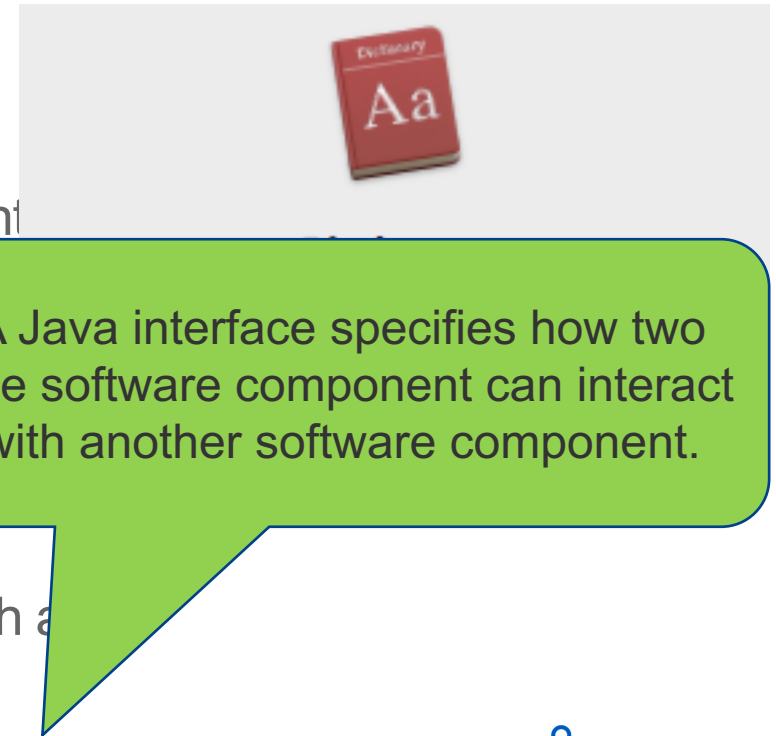 Dictionary
Aa
A Java interface specifies how two
e software component can interact
with another software component.
h a